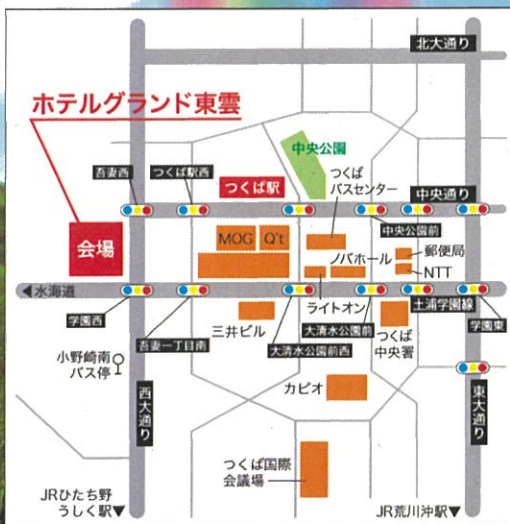 北大通り
ホテルグランド東雲
中央公園
吾妻西
つくば駅西
つくば駅
つくば
バスセンター
中央通り
会場
MOG
Q't
中央公園前
ノバホール
郵便局
NTT
◀水海道
ライトオン
土浦学園線
学園西
吾妻一丁目南
三井ビル
大清水公園前西
大清水公園前
つくば
中央署
学園東
小野崎南
バス停
西大通り
カピオ
東大通り
つくば国際
会議場
JRひたち野
うしく駅▼
JR荒川沖駅▼